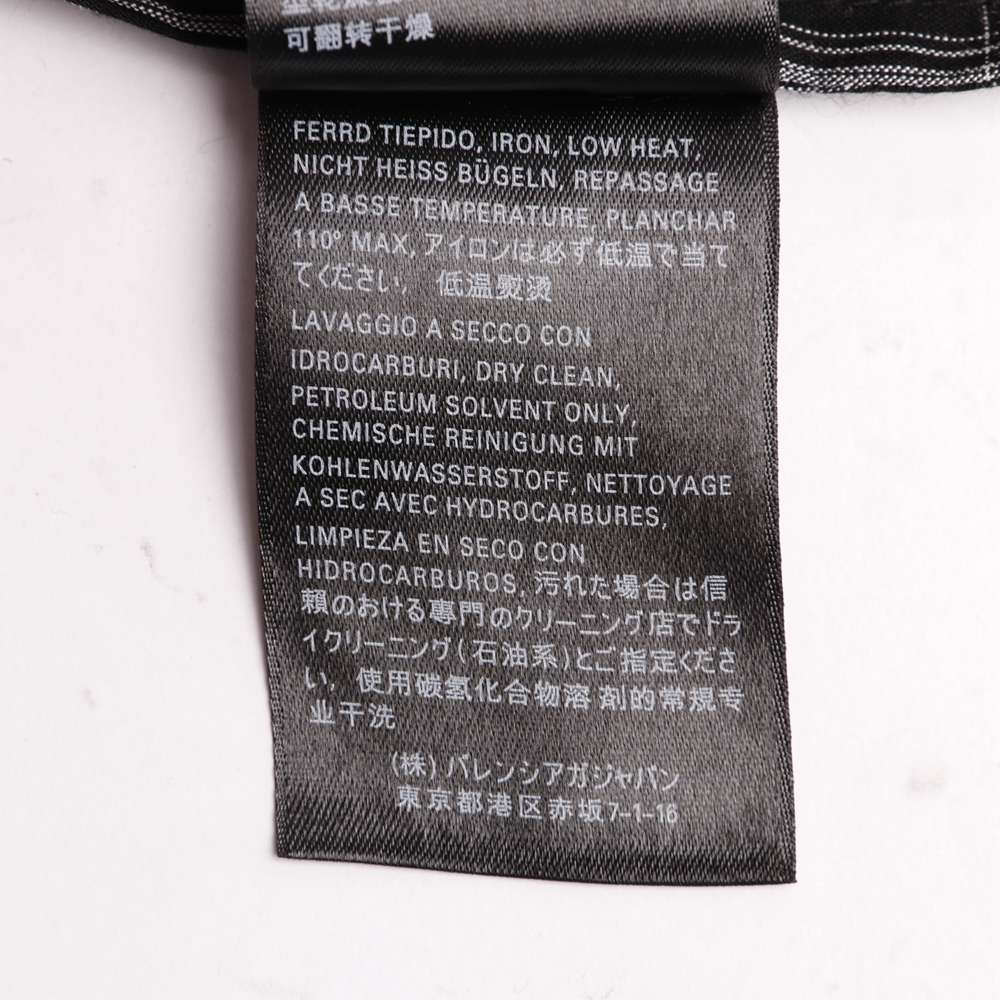 可翻转干燥
FERRD TIEPIDO, IRON, LOW HEAT,
NICHT HEISS BÜGELN, REPASSAGE
A BASSE TEMPERATURE, PLANCHAR
110° MAX, アイロンは必ず低温で当て
てください, 低温熨烫
LAVAGGIO A SECCO CON
IDROCARBURI, DRY CLEAN,
PETROLEUM SOLVENT ONLY,
CHEMISCHE REINIGUNG MIT
KOHLENWASSERSTOFF, NETTOYAGE
A SEC AVEC HYDROCARBURES,
LIMPIEZA EN SECO CON
HIDROCARBUROS, 汚れた場合は信
頼のおける専門のクリーニング店でドラ
イクリーニング(石油系)とご指定くださ
い, 使用碳氢化合物溶 剂的常规专
业干洗
(株) バレンシアガジャパン
東京都港区赤坂7-1-16